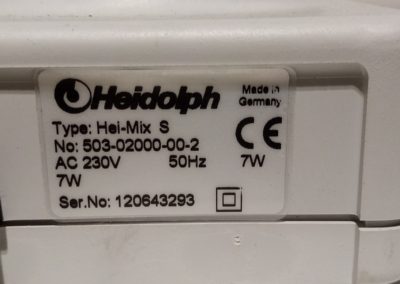 Heidolph
Made in
Germany
Type: Hei-Mix S
No: 503-02000-00-2
CE
AC 230V 50Hz 7W
7W
Ser.No: 120643293